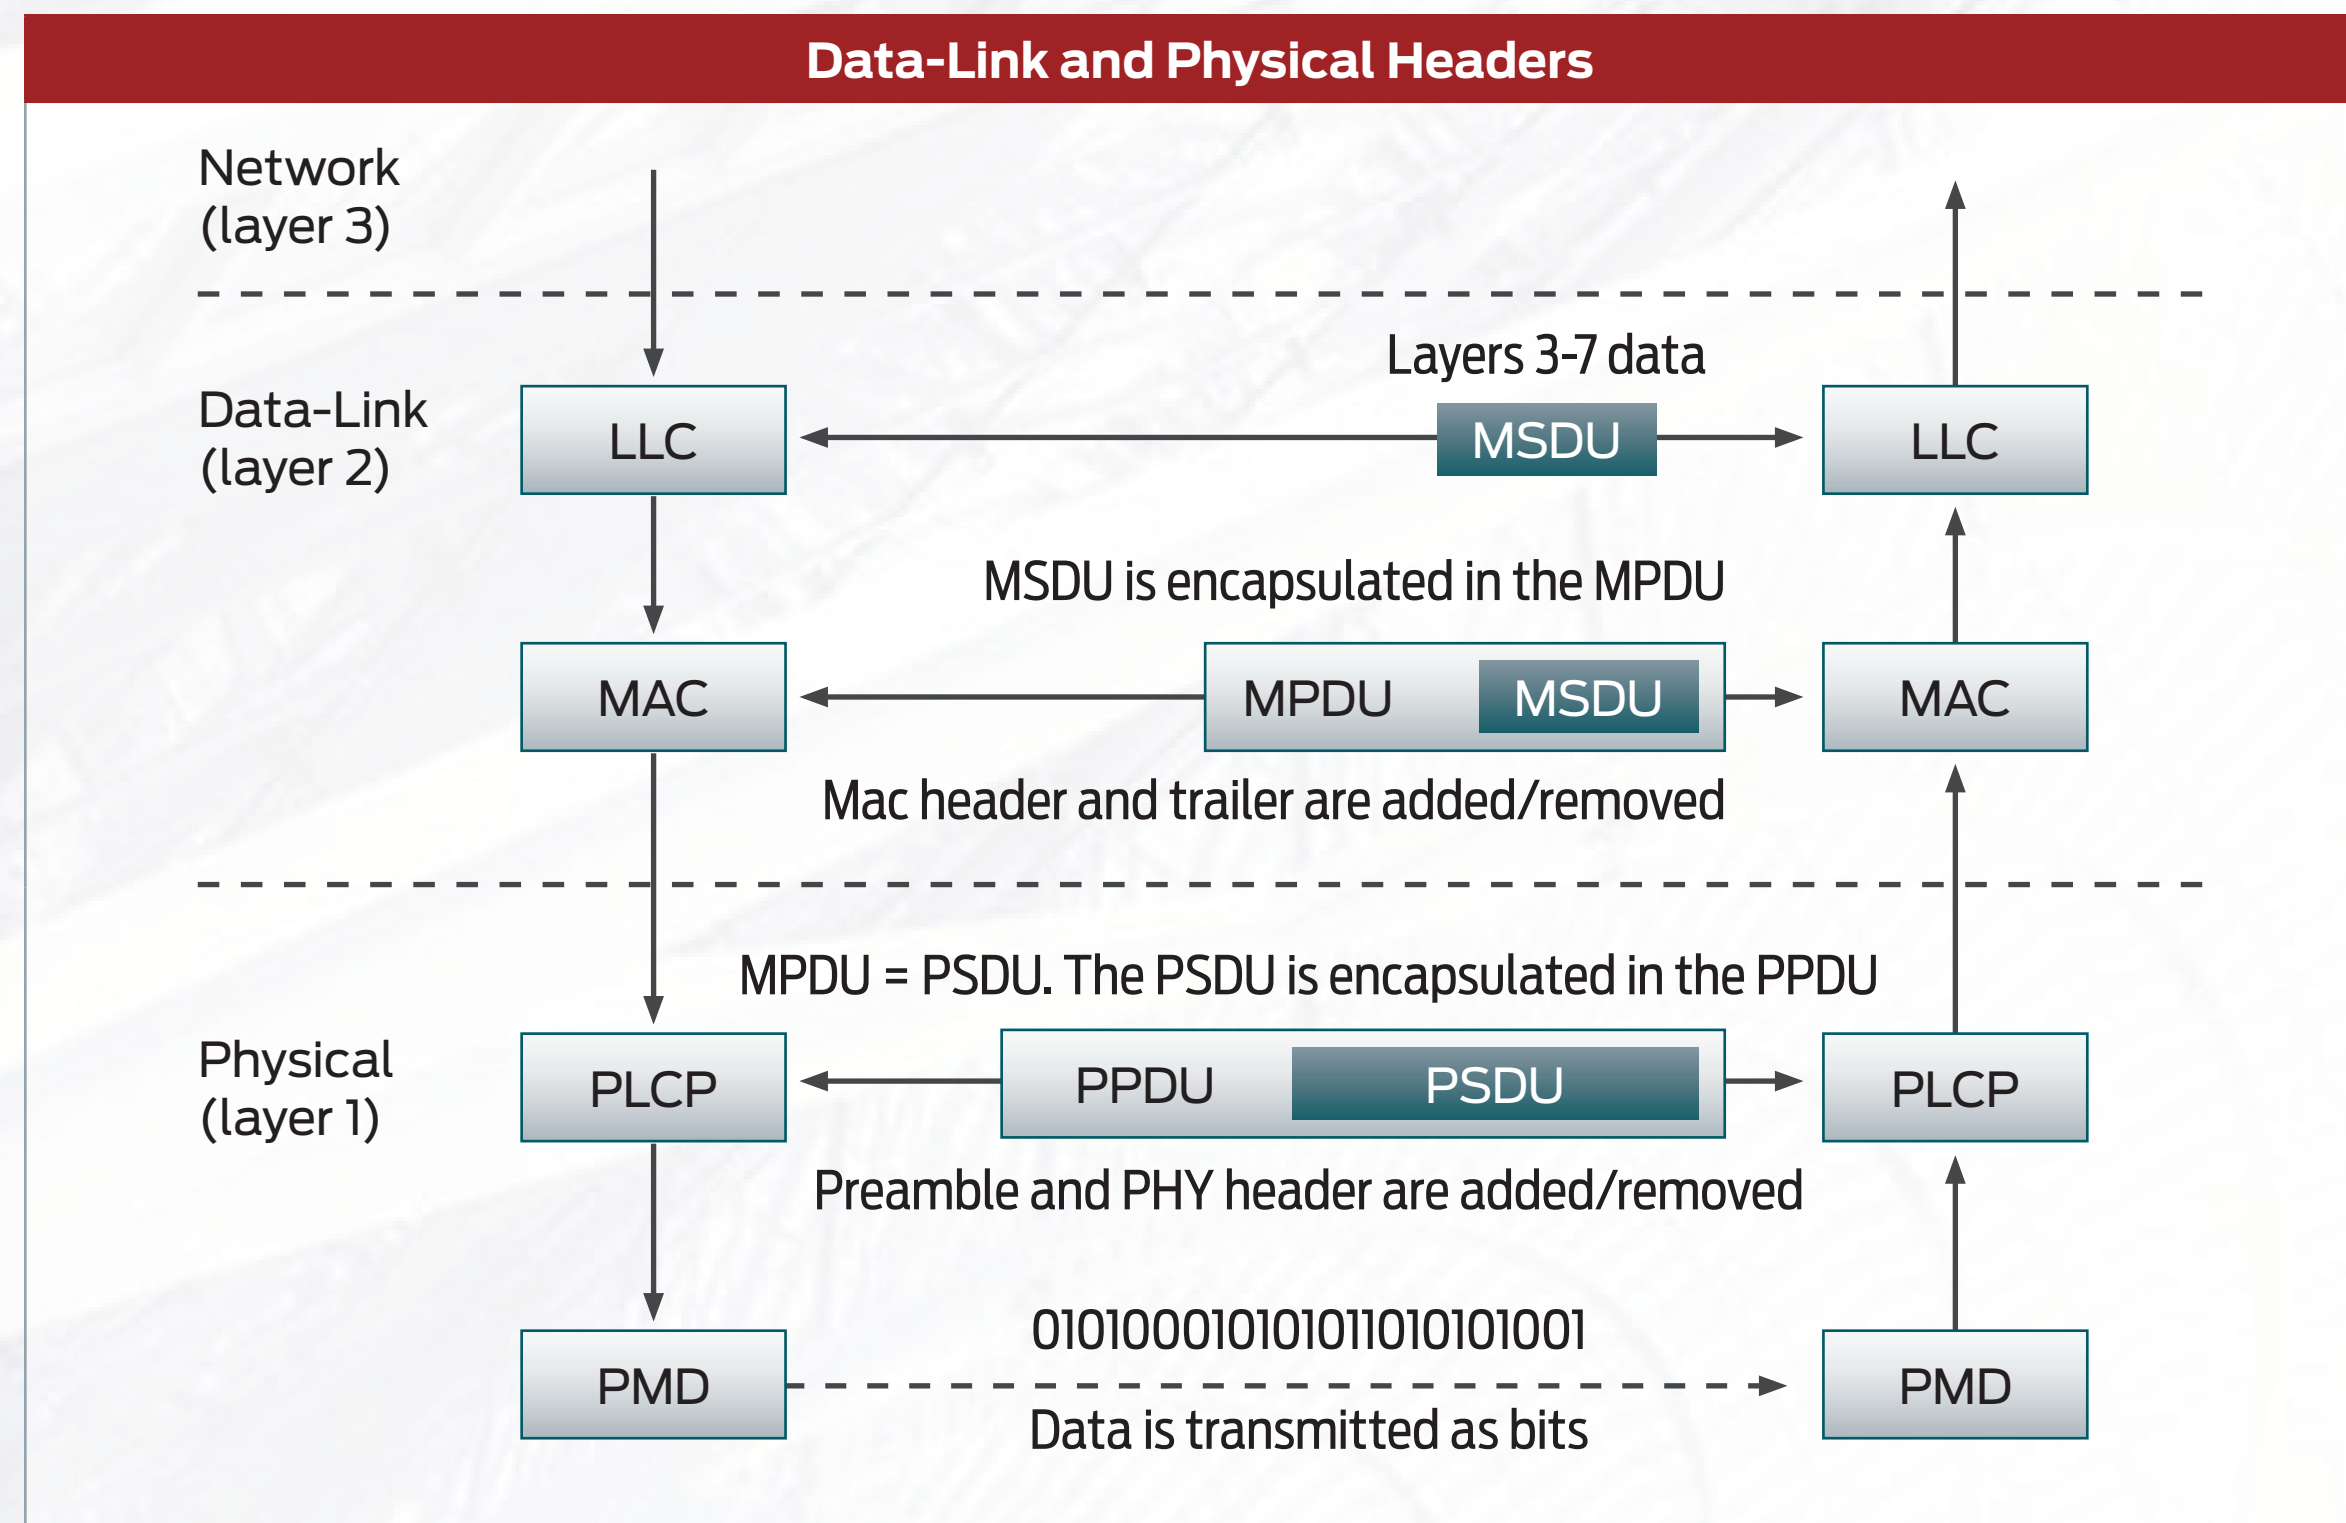 Data-Link and Physical Headers
Network
(layer 3)
Layers 3-7 data
Data-Link
(layer 2)
LLC
MSDU
LLC
MSDU is encapsulated in the MPDU
MAC
MPDU
MSDU
MAC
Mac header and trailer are added/removed
MPDU = PSDU. The PSDU is encapsulated in the PPDU
Physical
(layer 1)
PLCP
PPDU
PSDU
PLCP
Preamble and PHY header are added/removed
010100010101011010101001
PMD
PMD
Data is transmitted as bits